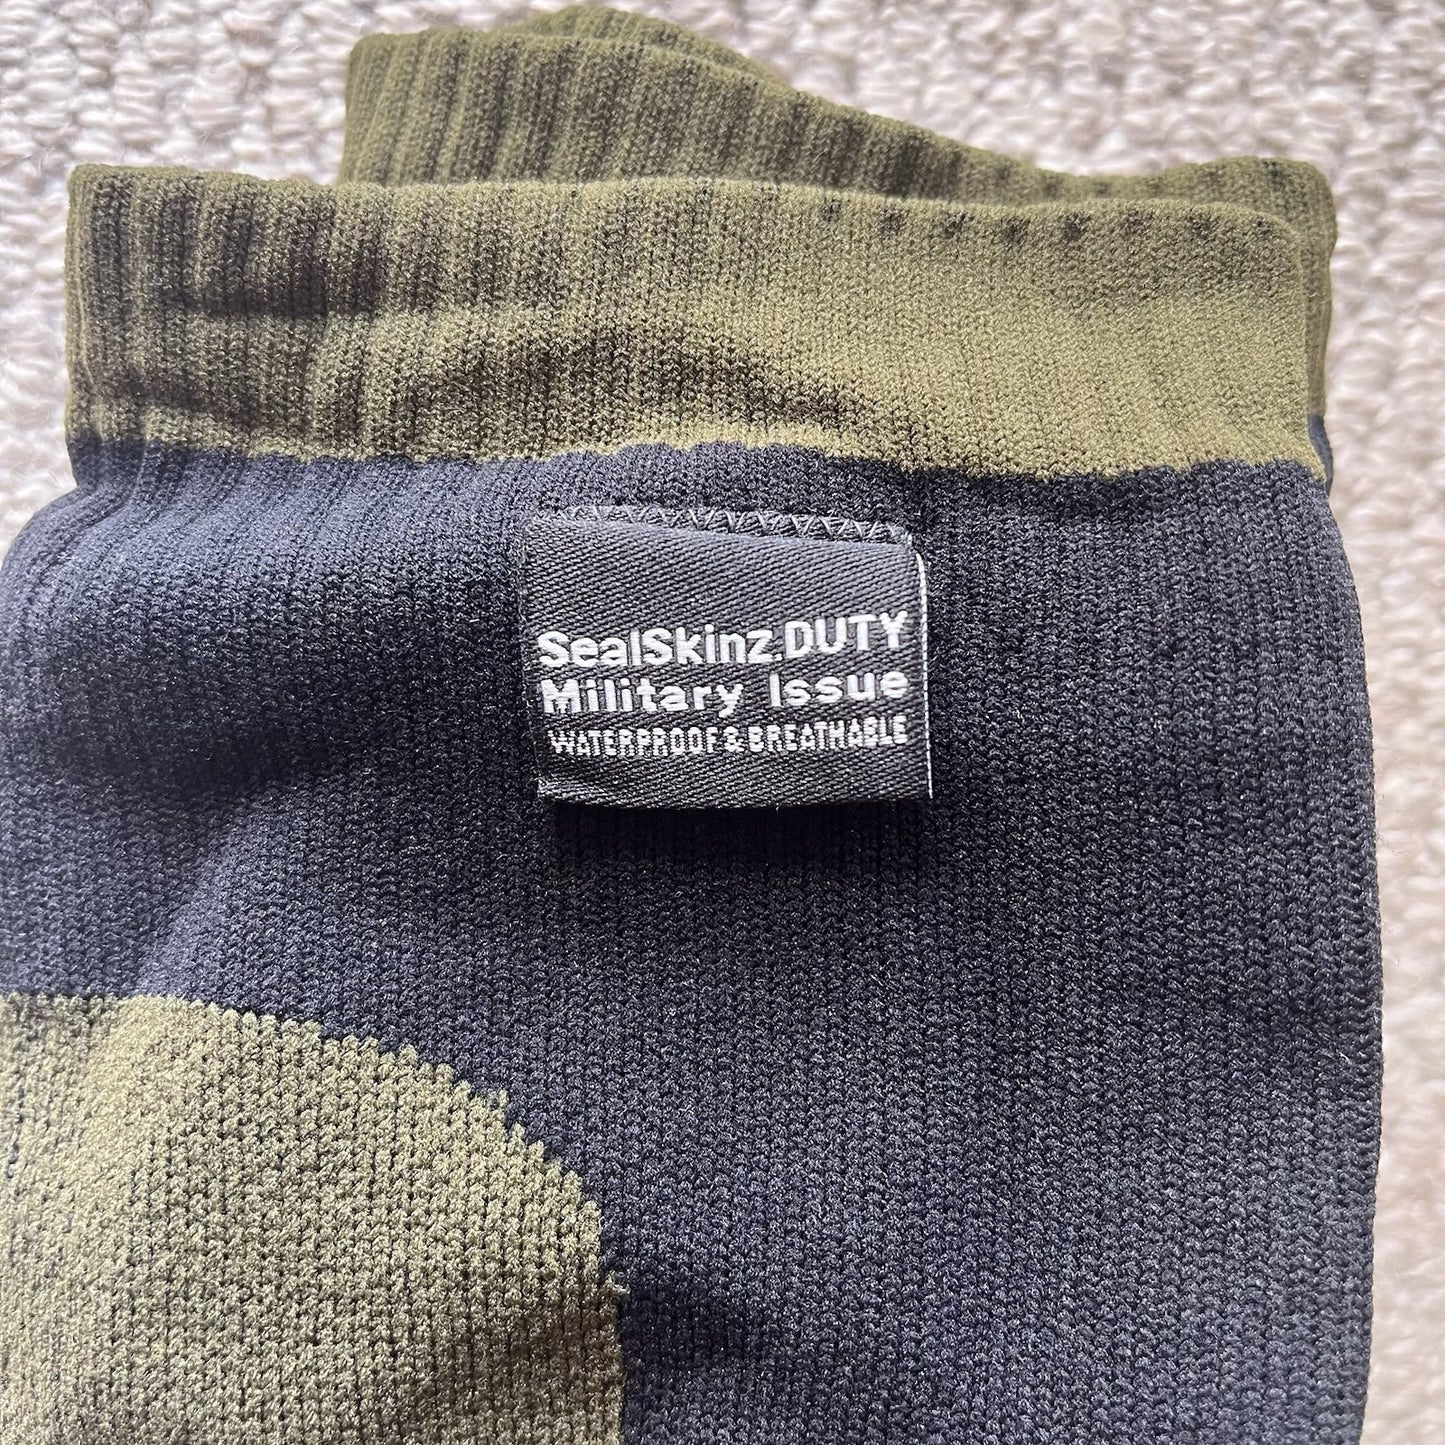 SealSkinz.DUTY
Military Issue
WATERPROOF & BREATHABLE